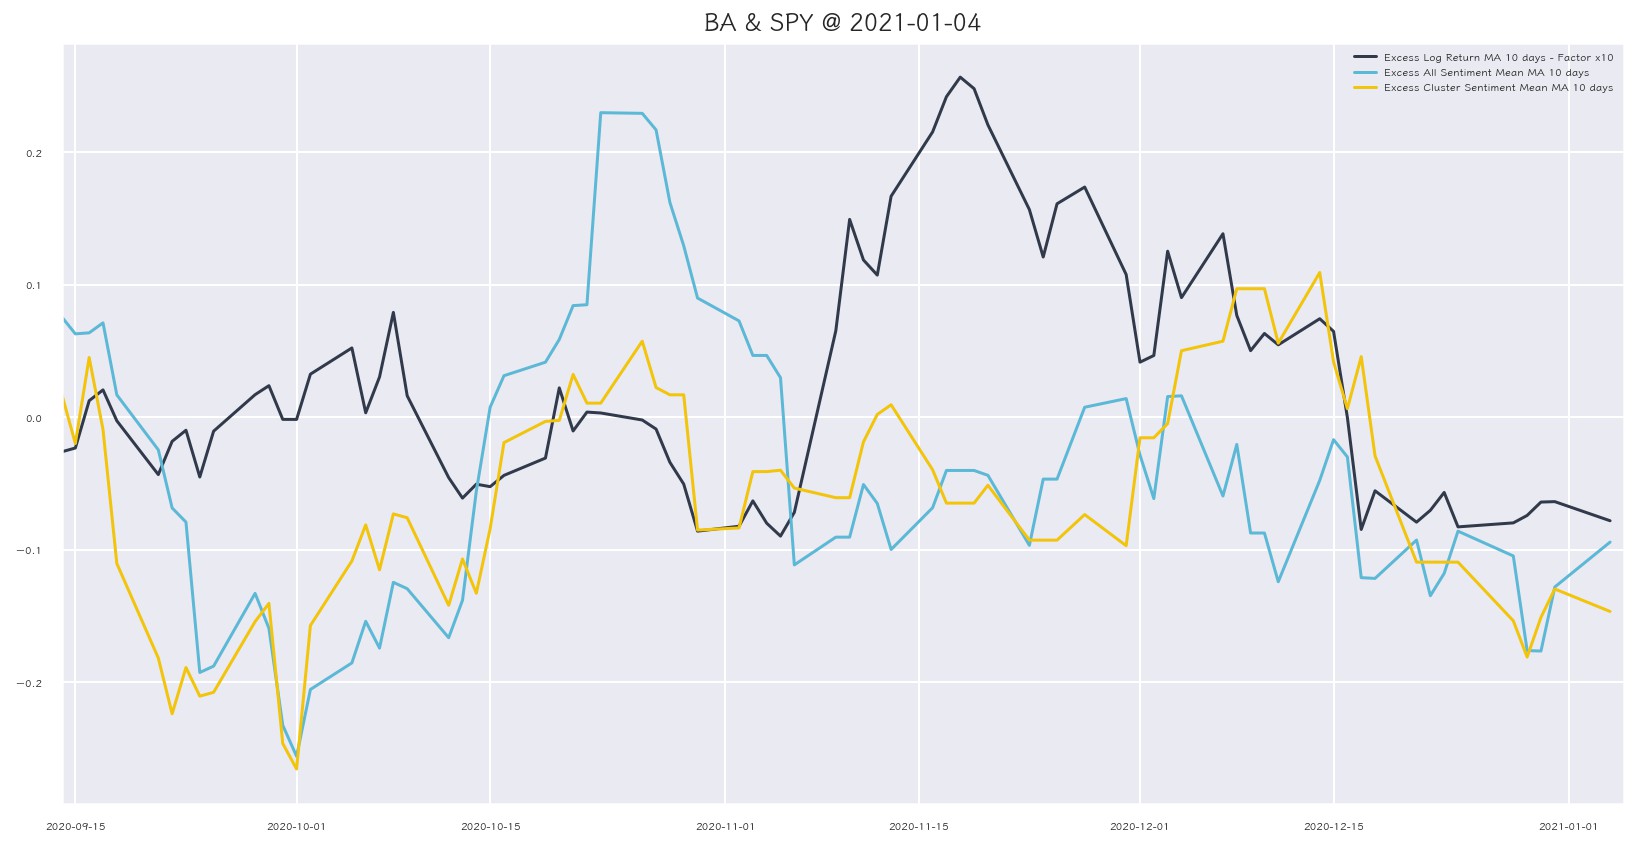 BA & SPY @ 2021-01-04
Excess Log Return MA 10 days - Factor x10
Excess All Sentiment Mean MA 10 days
Excess Cluster Sentiment Mean MA 10 days
0.2
0.1
0.0
−0.1
−0.2
2020-09-15 2020-10-01 2020-10-15 2020-11-01 2020-11-15 2020-12-01 2020-12-15 2021-01-01